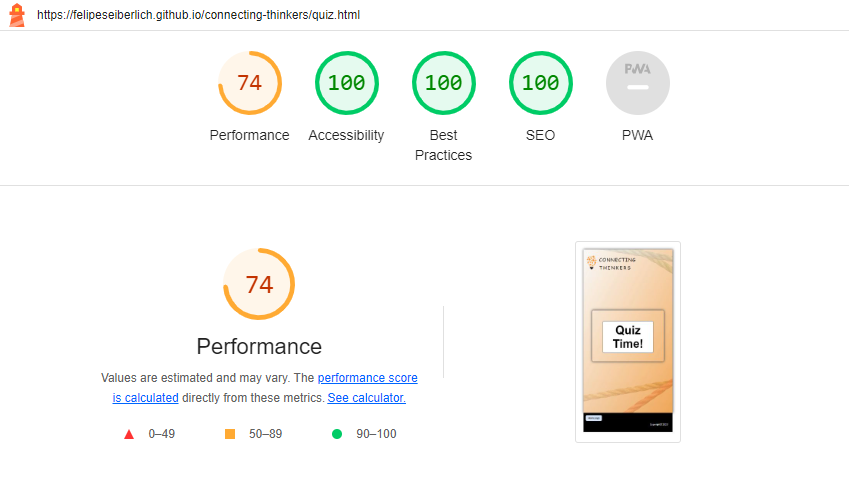 https://felipeseiberlich.github.io/connecting-thinkers/quiz.html
74
100
100
100
PWA
Performance
Accessibility
Best
Practices
SEO
PWA
74
Performance
Values are estimated and may vary. The performance score
is calculated directly from these metrics. See calculator.
0–49
50–89
90–100
CONNECTING
THINKERS
Quiz
Time!